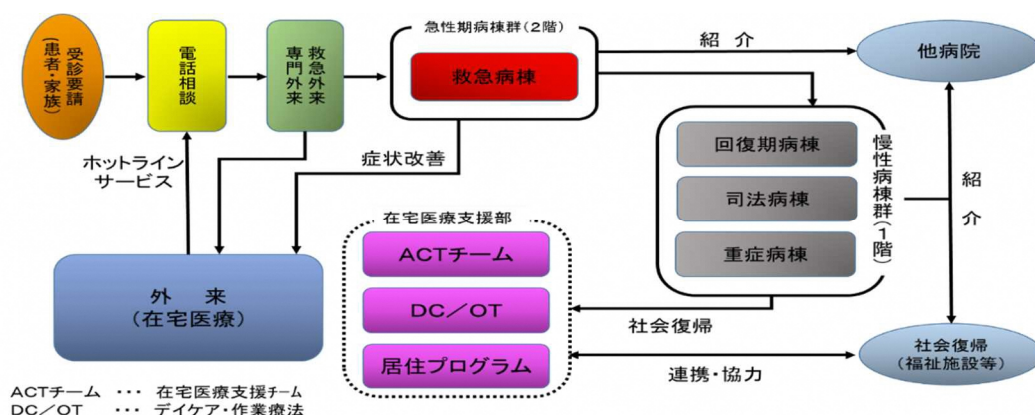 受診要請
(患者・家族)
電話相談
救急外来
専門外来
急性期病棟群(2階)
救急病棟
紹 介
他病院
ホットライン
サービス
症状改善
回復期病棟
司法病棟
重症病棟
慢性病棟群(1階)
紹 介
外 来
(在宅医療)
在宅医療支援部
ACTチーム
DC/OT
居住プログラム
社会復帰
連携・協力
社会復帰
(福祉施設等)
ACTチーム ・・・ 在宅医療支援チーム
DC/OT ・・・ デイケア・作業療法